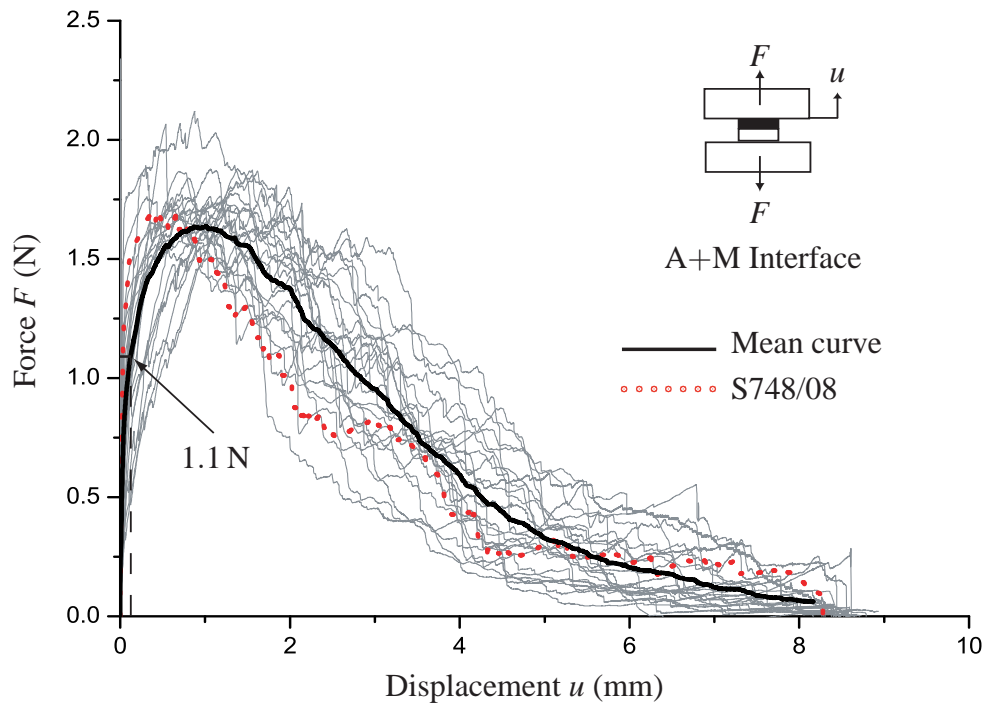 2.5
2.0
1.5
1.0
0.5
0.0
Force F (N)
0
2
4
6
8
10
Displacement u (mm)
1.1 N
F
u
F
A+M Interface
Mean curve
S748/08